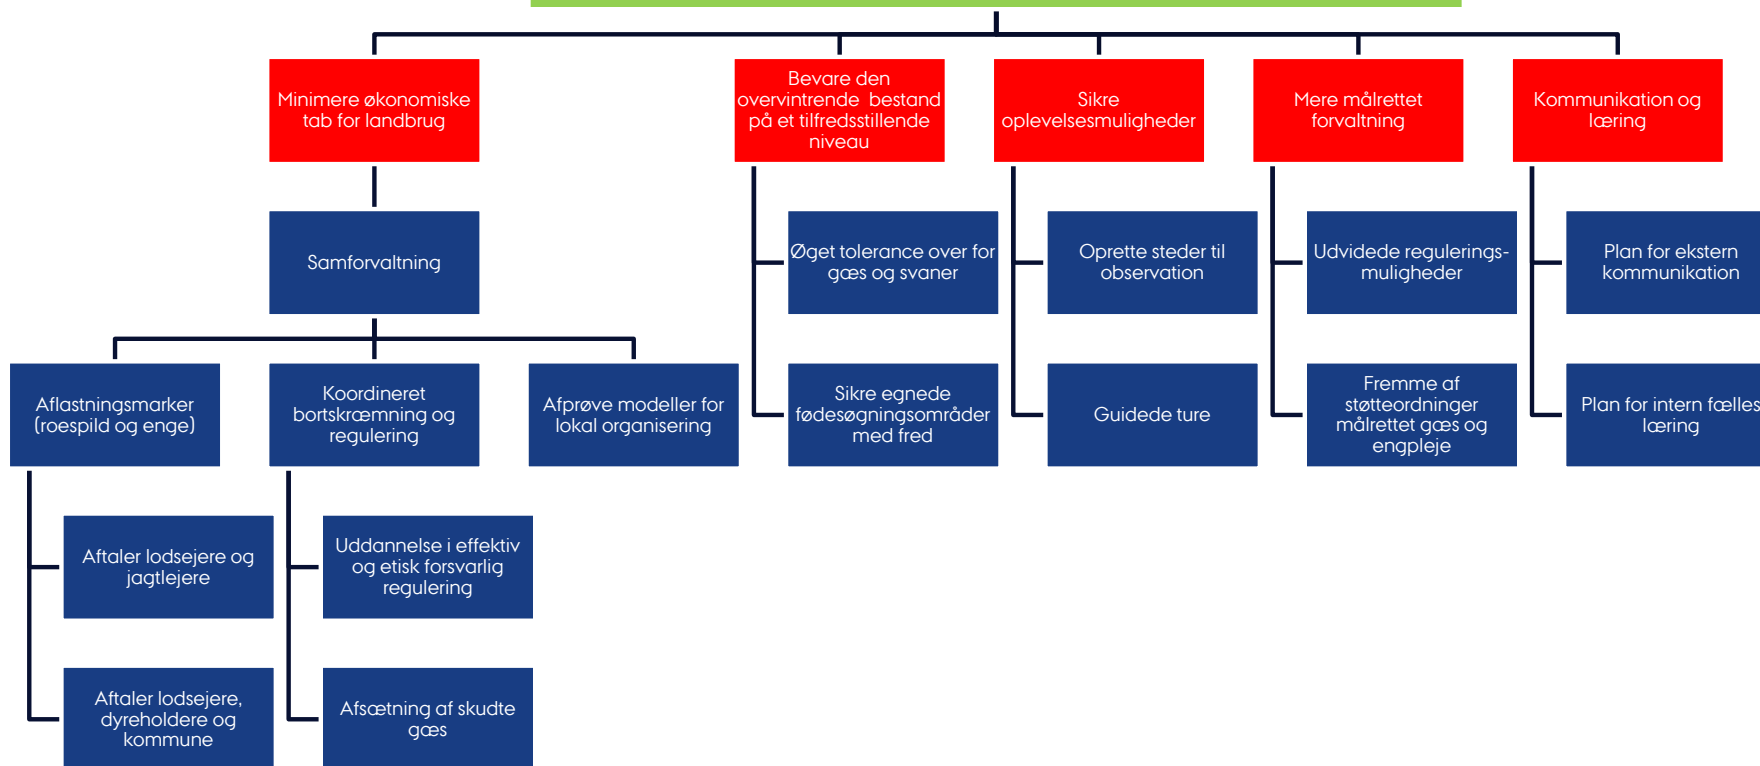 Minimere økonomiske
tab for landbrug
Bevare den
overvintrende bestand
på et tilfredsstillende
niveau
Sikre
oplevelsesmuligheder
Mere målrettet
forvaltning
Kommunikation og
læring
Samforvaltning
Øget tolerance over for
gæs og svaner
Oprette steder til
observation
Udvidede regulerings-
muligheder
Plan for ekstern
kommunikation
Aflastningsmarker
(roespild og enge)
Koordineret
bortskræmning og
regulering
Afprøve modeller for
lokal organisering
Sikre egnede
fødesøgningsområder
med fred
Guidede ture
Fremme af
støtteordninger
målrettet gæs og
engpleje
Plan for intern fælles
læring
Aftaler lodsejere og
jagtlejere
Uddannelse i effektiv
og etisk forsvarlig
regulering
Aftaler lodsejere,
dyreholdere og
kommune
Afsætning af skudte
gæs